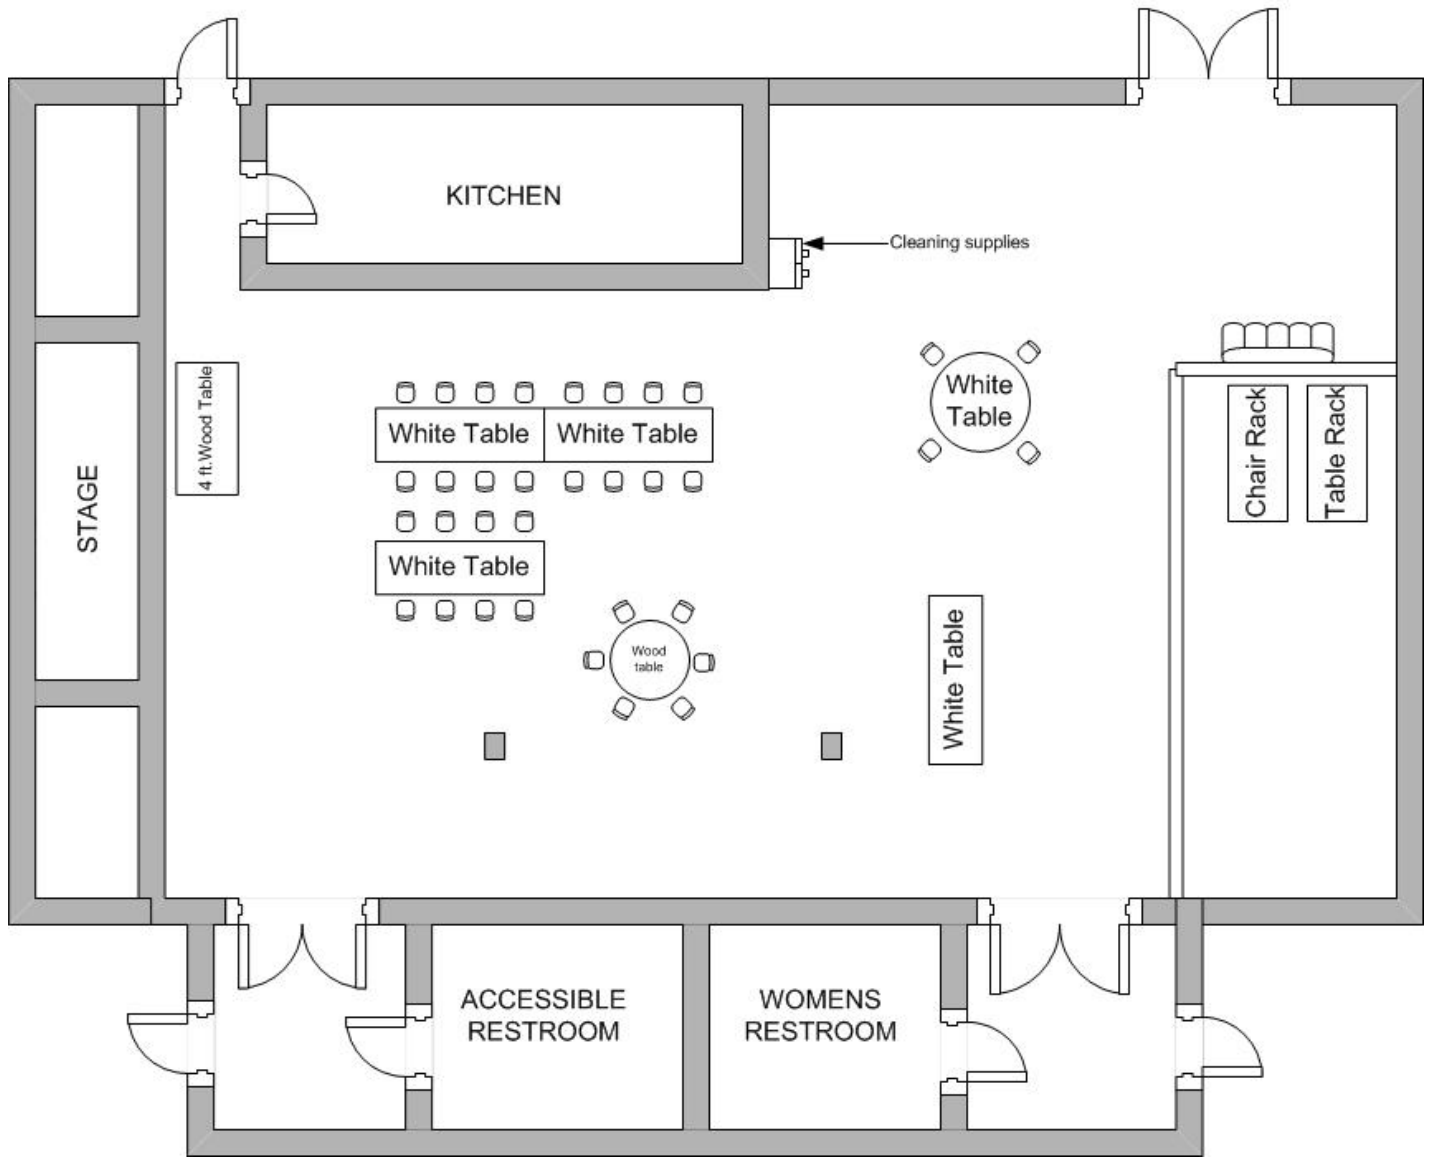 KITCHEN
Cleaning supplies
4 ft.Wood Table
White Table
White Table
White
Table
Chair Rack
Table Rack
STAGE
White Table
Wood
table
White Table
ACCESSIBLE
RESTROOM
WOMENS
RESTROOM